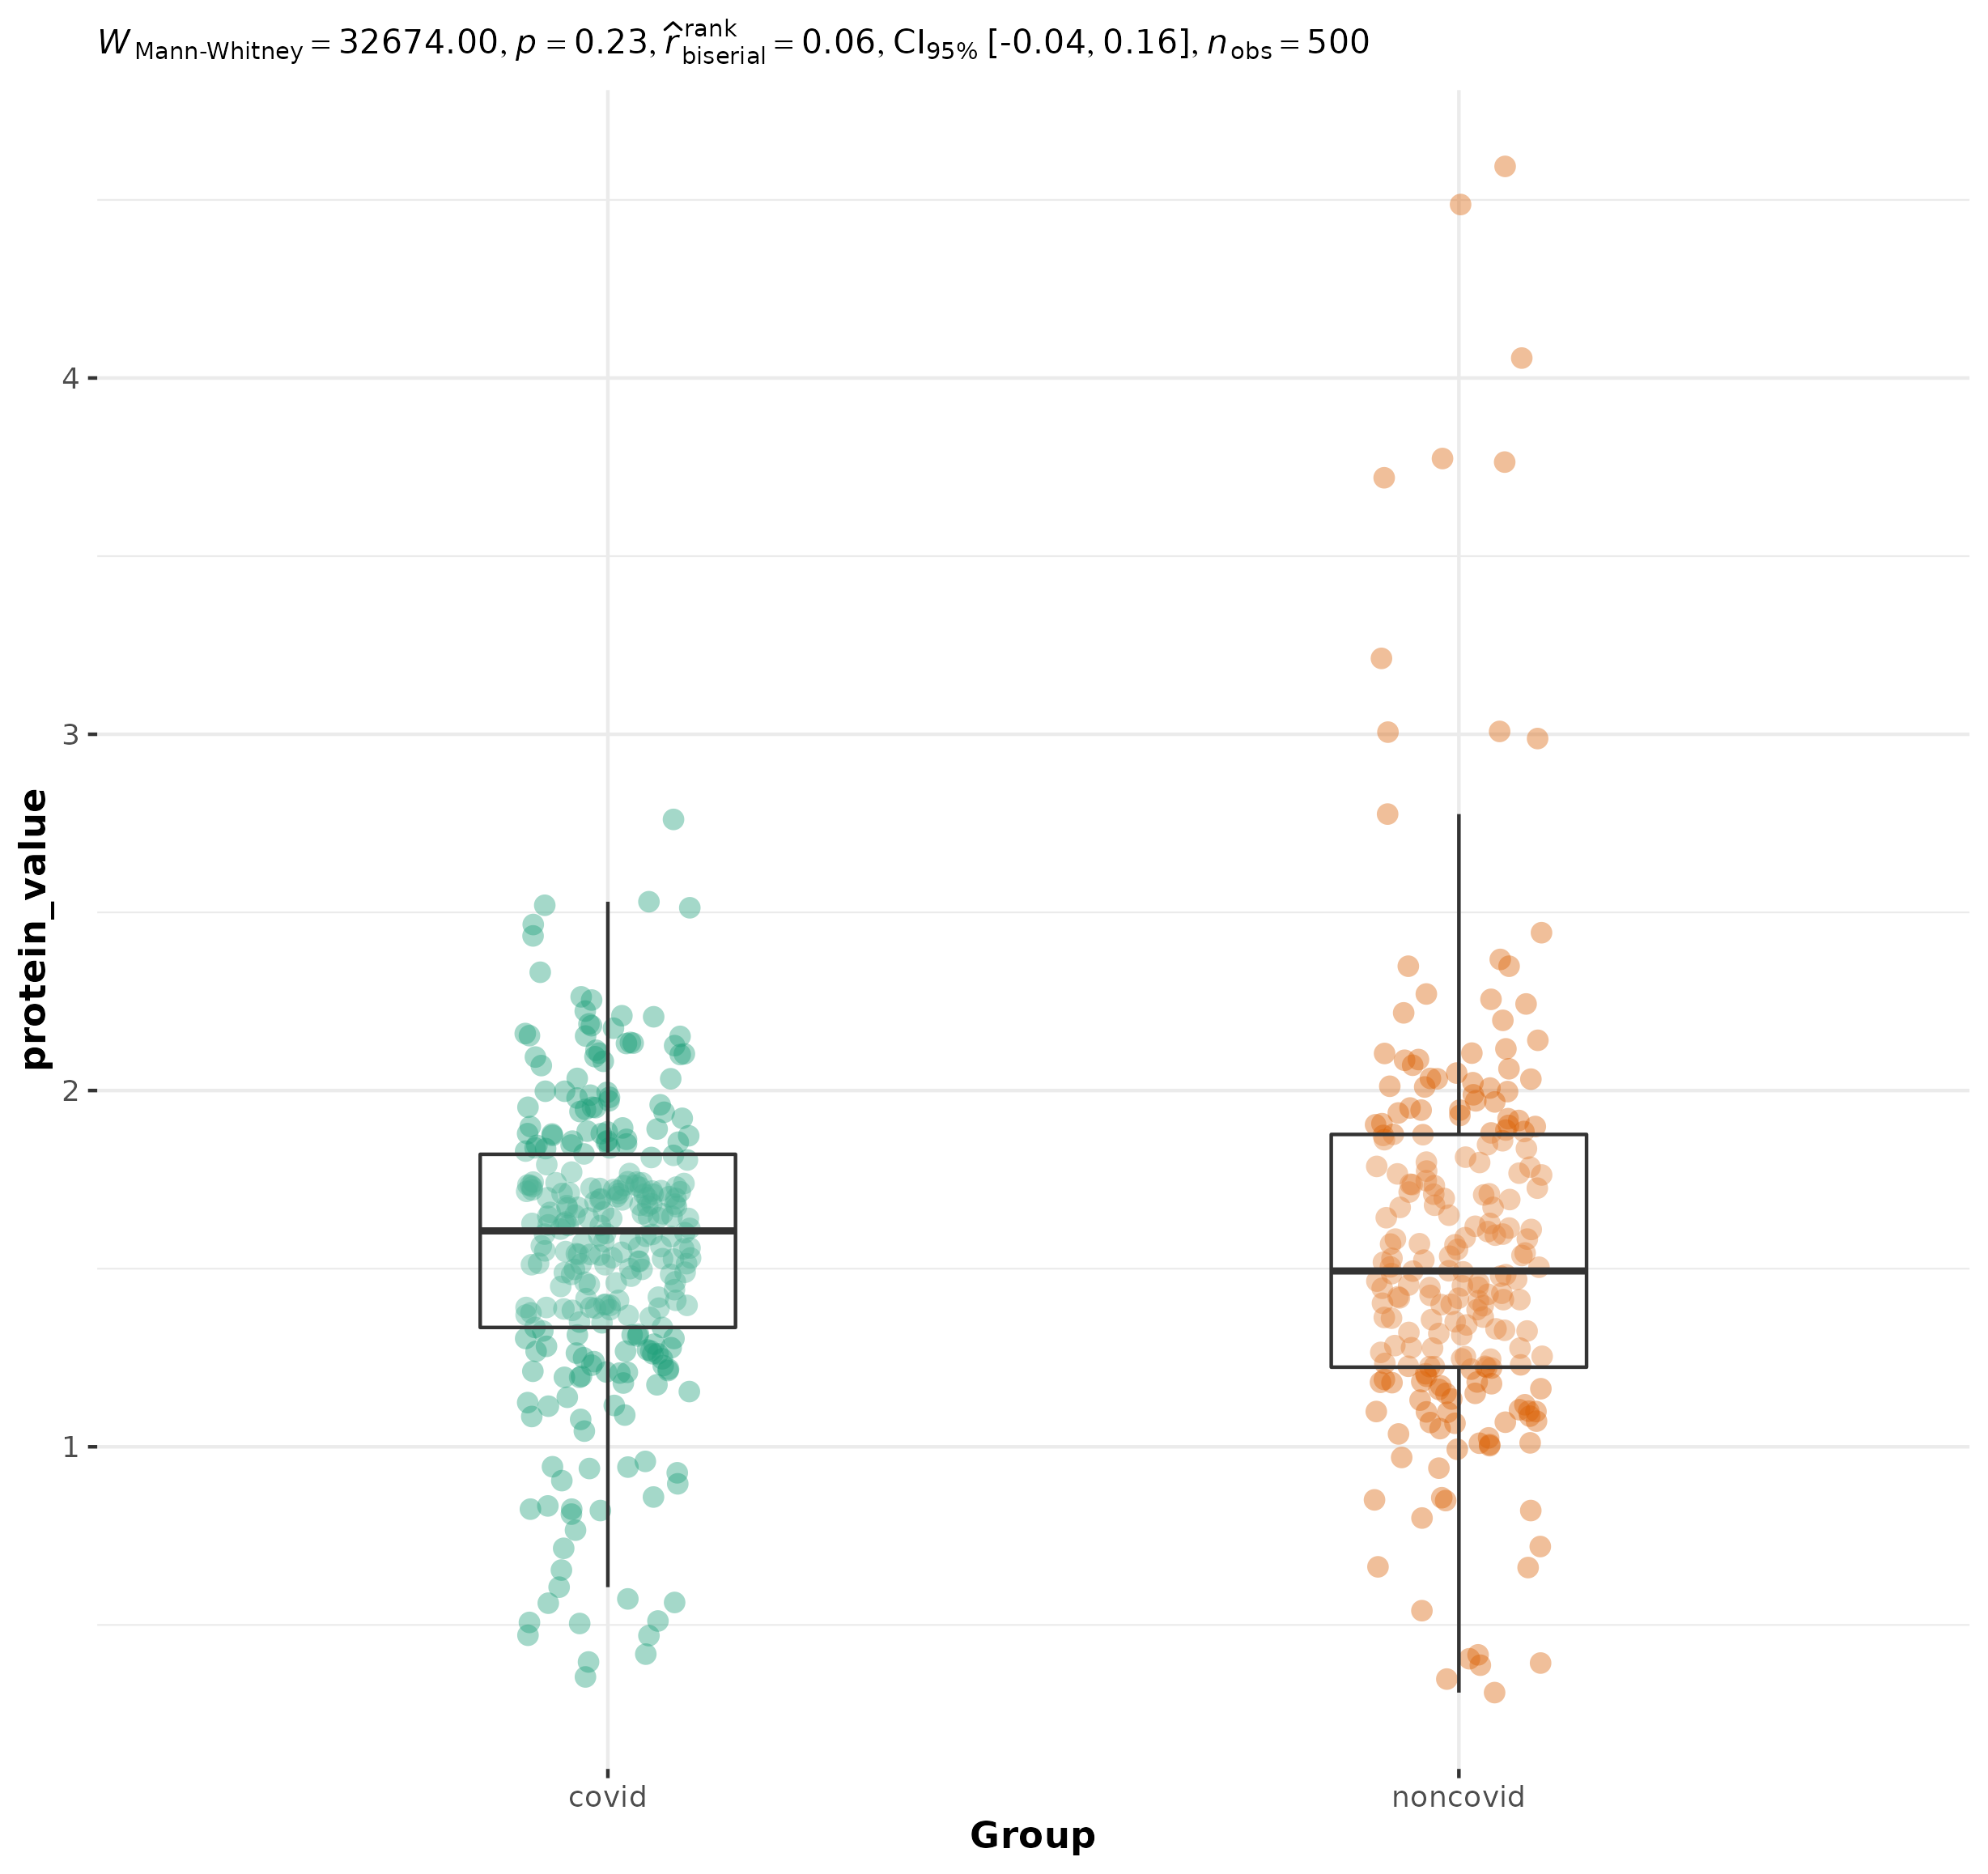 W Mann-Whitney = 32674.00, p = 0.23, r̂ rank biserial = 0.06, CI95% [-0.04, 0.16], n obs = 500
protein_value
4
3
2
1
covid
noncovid
Group